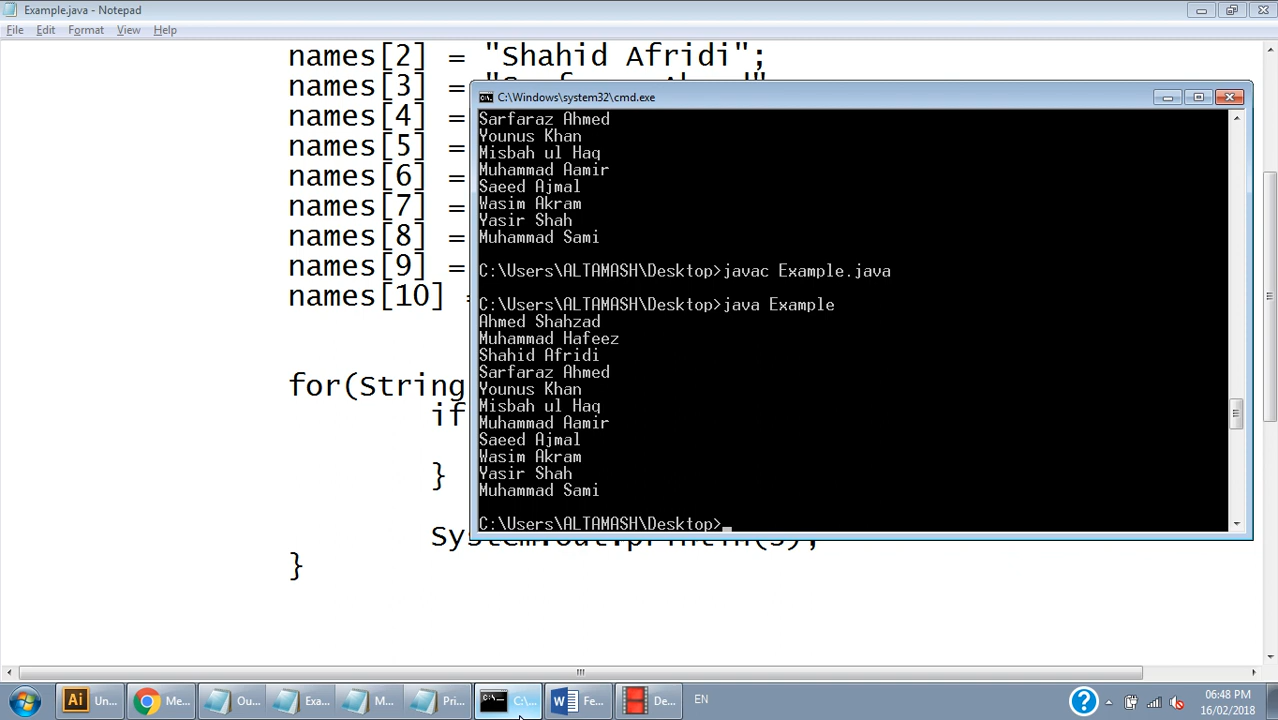 Example.java - Notepad
File Edit Format View Help
names[2] = "Shahid Afridi";
names[3] =
names[4] =
names[5] =
names[6] =
names[7] =
names[8] =
names[9] =
names[10] =
for(String
if
}
System.out.println(s);
}
C:\Windows\system32\cmd.exe
Sarfaraz Ahmed
Younus Khan
Misbah ul Haq
Muhammad Aamir
Saeed Ajmal
Wasim Akram
Yasir Shah
Muhammad Sami
C:\Users\ALTAMASH\Desktop>javac Example.java
C:\Users\ALTAMASH\Desktop>java Example
Ahmed Shahzad
Muhammad Hafeez
Shahid Afridi
Sarfaraz Ahmed
Younus Khan
Misbah ul Haq
Muhammad Aamir
Saeed Ajmal
Wasim Akram
Yasir Shah
Muhammad Sami
C:\Users\ALTAMASH\Desktop>_
Ai Un... Me... Ou... Exa... M... Pri... C:\... Fe... De... EN
06:48 PM
16/02/2018